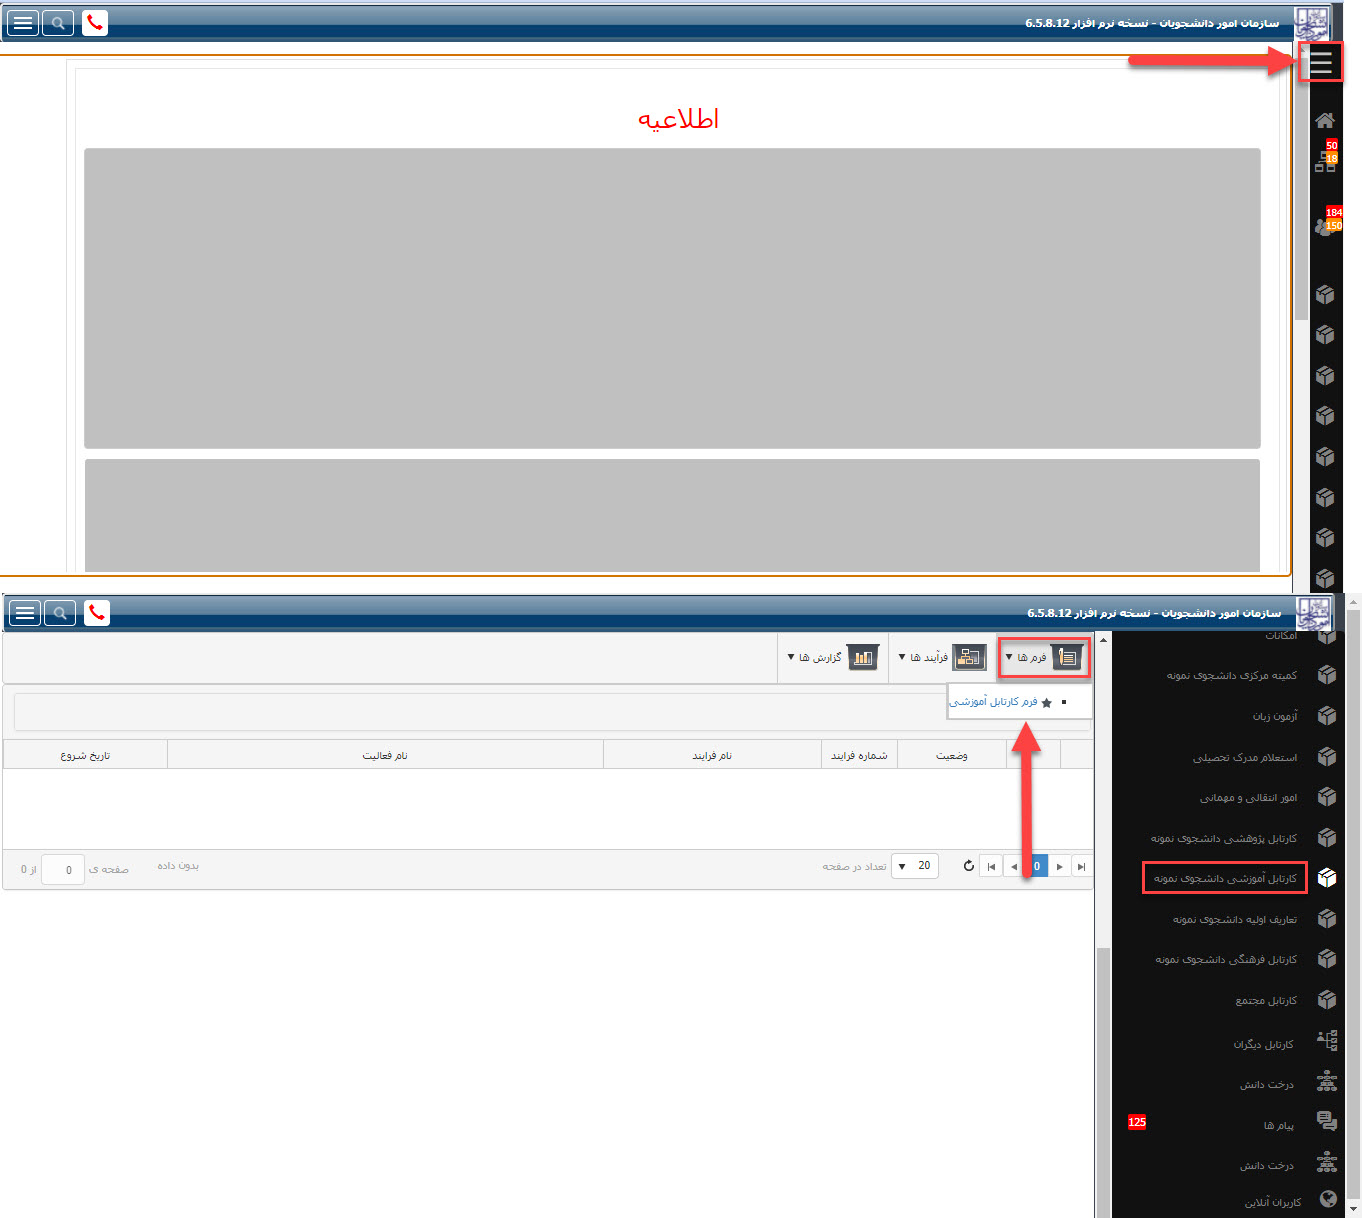 سازمان امور دانشجویان - نسخه نرم افزار 6.5.8.12
اطلاعیه
50
18
184
150
سازمان امور دانشجویان - نسخه نرم افزار 6.5.8.12
فرم ها
فرآیند ها
گزارش ها
فرم کارتابل آموزشی
وضعیت
شماره فرایند
نام فرایند
نام فعالیت
تاریخ شروع
0
20
تعداد در صفحه
بدون داده
صفحه ی
0
از 0
امکانات
کمیته مرکزی دانشجوی نمونه
آزمون زبان
استعلام مدرک تحصیلی
امور انتقالی و مهمانی
کارتابل پژوهشی دانشجوی نمونه
کارتابل آموزشی دانشجوی نمونه
تعاریف اولیه دانشجوی نمونه
کارتابل فرهنگی دانشجوی نمونه
کارتابل مجتمع
کارتابل دیگران
درخت دانش
پیام ها
125
درخت دانش
کاربران آنلاین